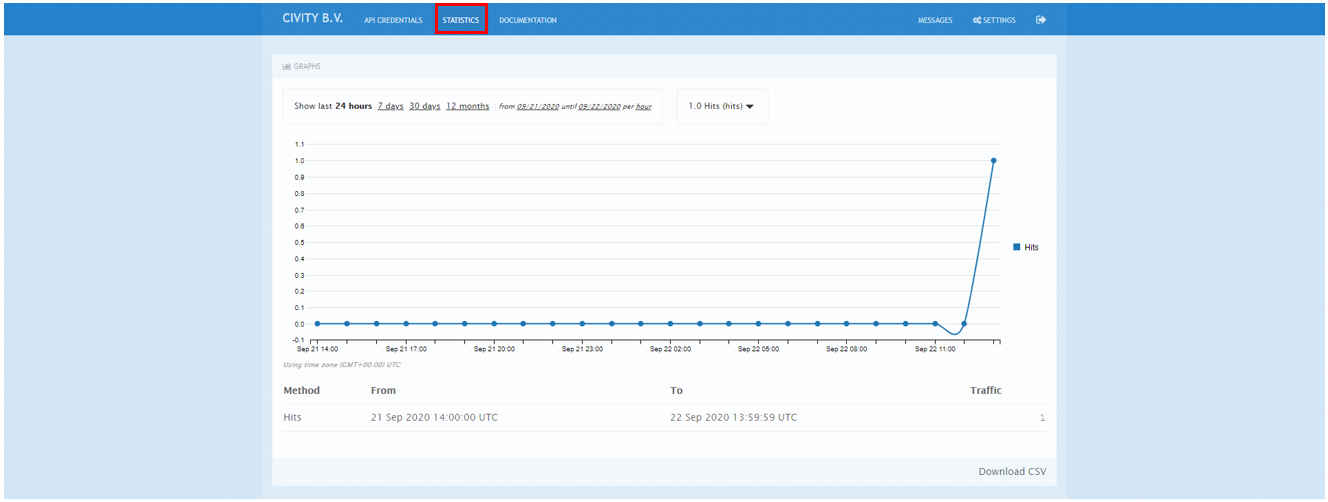 CIVITY B.V. API CREDENTIALS STATISTICS DOCUMENTATION MESSAGES SETTINGS
GRAPHS
Show last 24 hours 7 days 30 days 12 months from 09/21/2020 until 09/22/2020 per hour 1.0 Hits (hits)
1.1
1.0
0.9
0.8
0.7
0.6
0.5
0.4
0.3
0.2
0.1
0.0
-0.1
Hits
Sep 21 14:00 Sep 21 17:00 Sep 21 20:00 Sep 21 23:00 Sep 22 02:00 Sep 22 05:00 Sep 22 08:00 Sep 22 11:00
Using time zone (GMT+00:00) UTC
Method From To Traffic
Hits 21 Sep 2020 14:00:00 UTC 22 Sep 2020 13:59:59 UTC 1
Download CSV